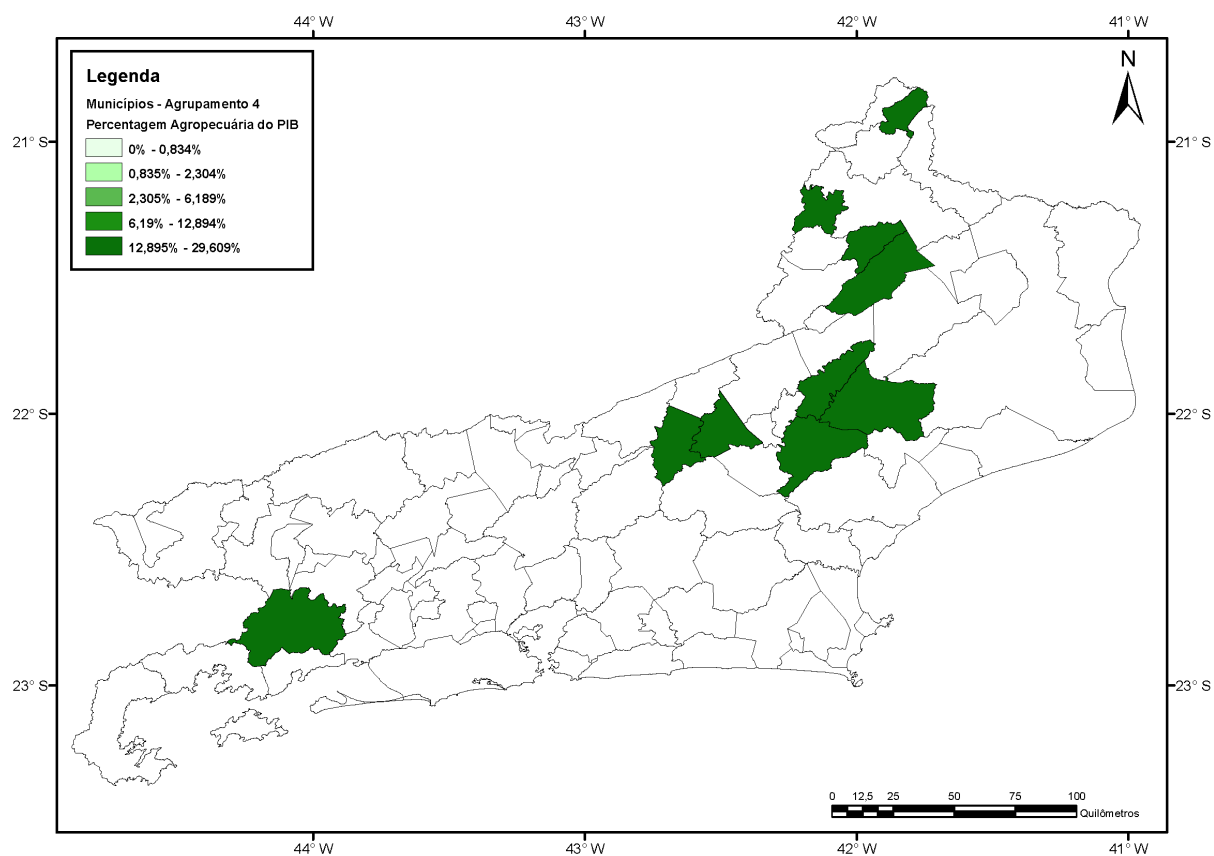 44° W 43° W 42° W 41° W
N
Legenda
Municípios - Agrupamento 4
Percentagem Agropecuária do PIB
0% - 0,834%
0,835% - 2,304%
2,305% - 6,189%
6,19% - 12,894%
12,895% - 29,609%
21° S 21° S
22° S 22° S
23° S 23° S
0 12,5 25 50 75 100
Quilômetros
44° W 43° W 42° W 41° W